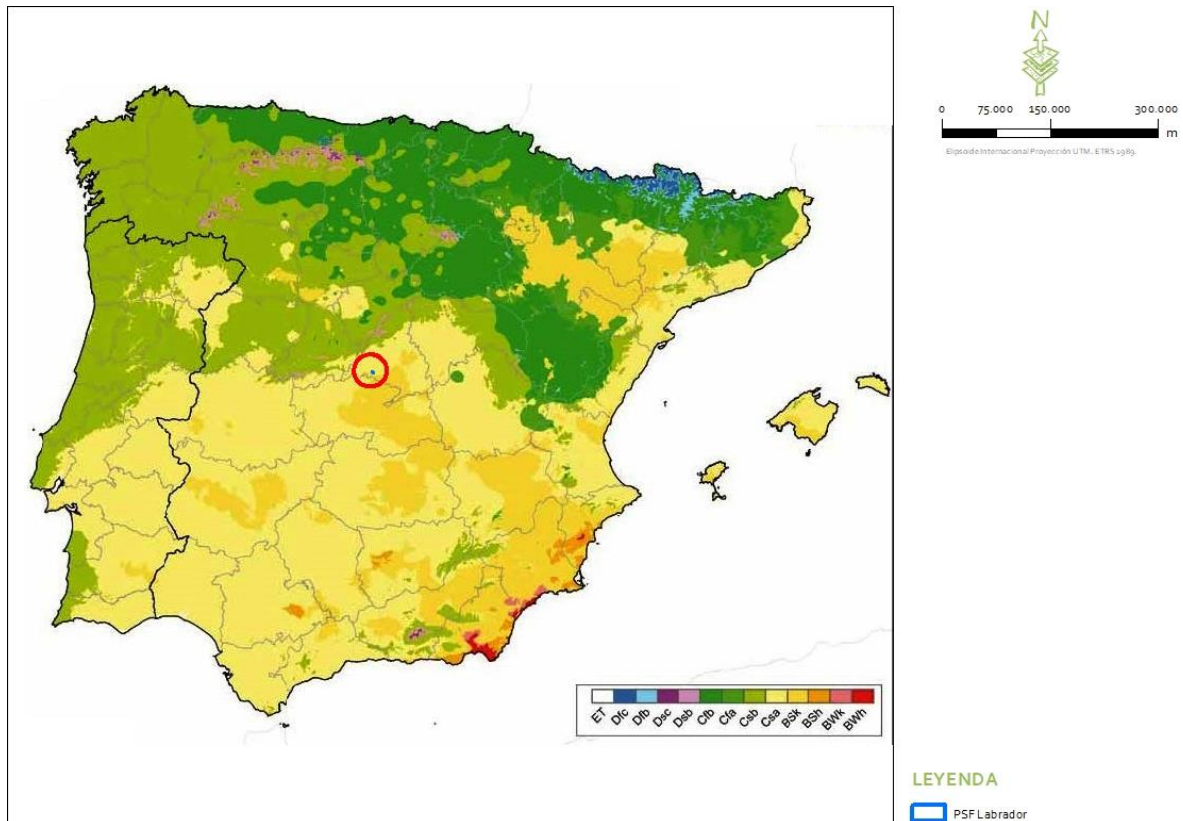 N
0 75.000 150.000 300.000
m
Elipsoide Internacional Proyección UTM. ETRS 1989.
ET Dfc Dfb Dsc Dsb Cfb Cfa Csb Csa BSk BSh BWk BWh
LEYENDA
PSF Labrador